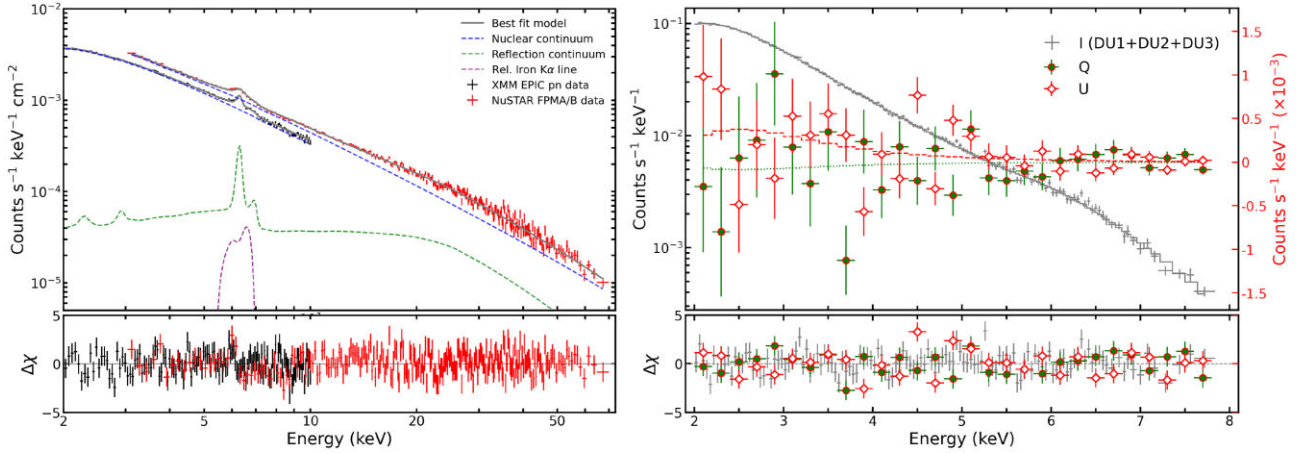 10⁻²
10⁻³
10⁻⁴
10⁻⁵
Counts s⁻¹ keV⁻¹ cm⁻²
Best fit model
Nuclear continuum
Reflection continuum
Rel. Iron Kα line
XMM EPIC pn data
NuSTAR FPMA/B data
5
0
−5
Δχ
2
5
10
20
50
Energy (keV)
10⁻¹
10⁻²
10⁻³
Counts s⁻¹ keV⁻¹
I (DU1+DU2+DU3)
Q
U
1.5
1
0.5
0
-0.5
-1
-1.5
Counts s⁻¹ keV⁻¹ (×10⁻³)
5
0
−5
Δχ
2
3
4
5
6
7
8
Energy (keV)